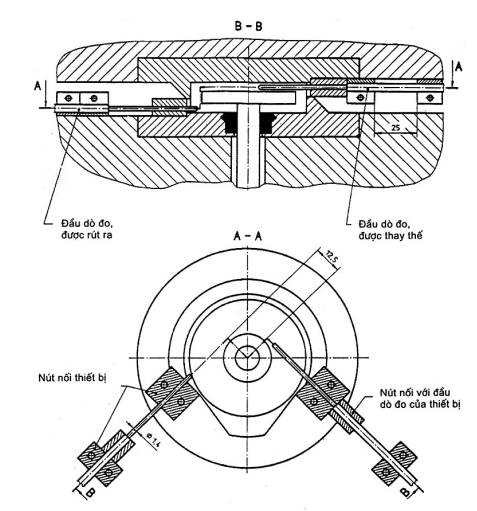 B – B
A
A
25
Đầu dò đo,
được rút ra
Đầu dò đo,
được thay thế
A – A
12,5
Nút nối thiết bị
Nút nối với đầu
dò đo của thiết bị
ø 1,4
B
B